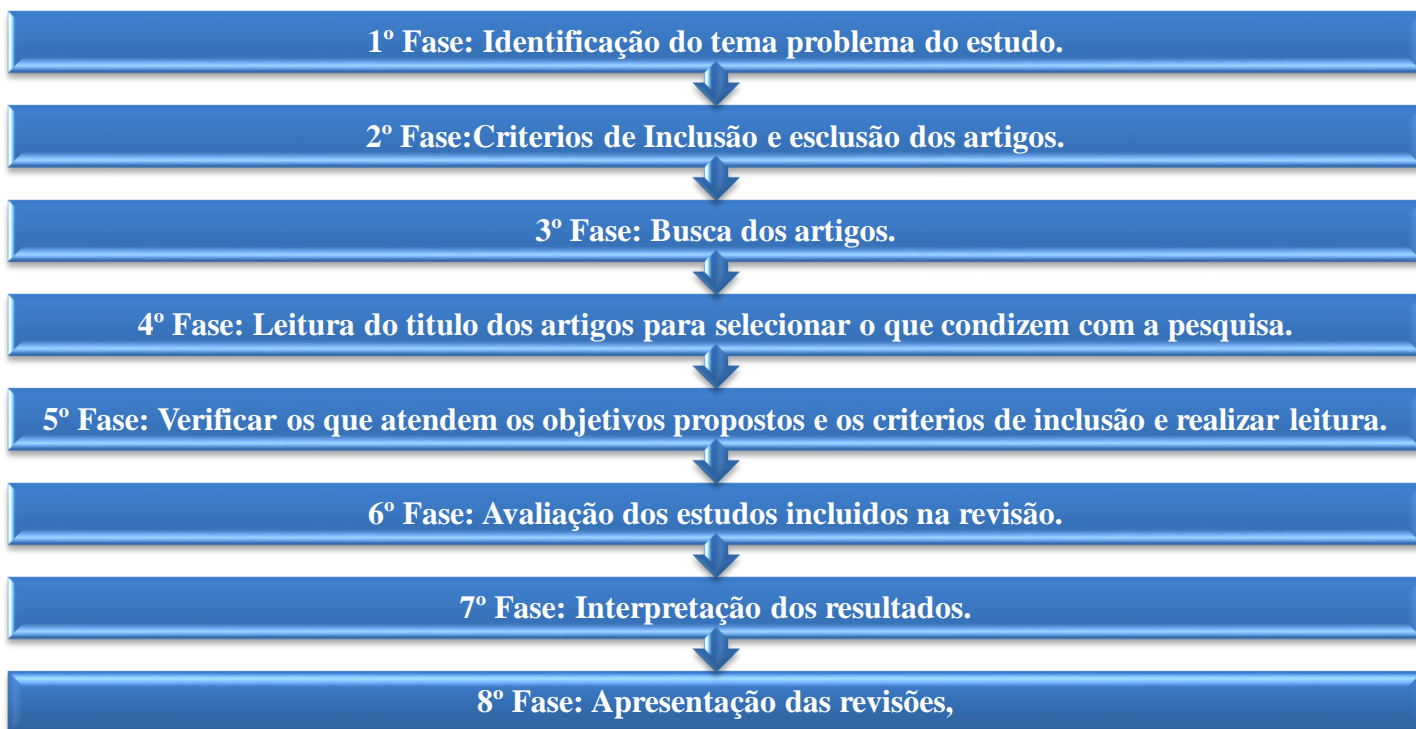 1º Fase: Identificação do tema problema do estudo.
2º Fase:Criterios de Inclusão e esclusão dos artigos.
3º Fase: Busca dos artigos.
4º Fase: Leitura do titulo dos artigos para selecionar o que condizem com a pesquisa.
5º Fase: Verificar os que atendem os objetivos propostos e os criterios de inclusão e realizar leitura.
6º Fase: Avaliação dos estudos incluidos na revisão.
7º Fase: Interpretação dos resultados.
8º Fase: Apresentação das revisões,